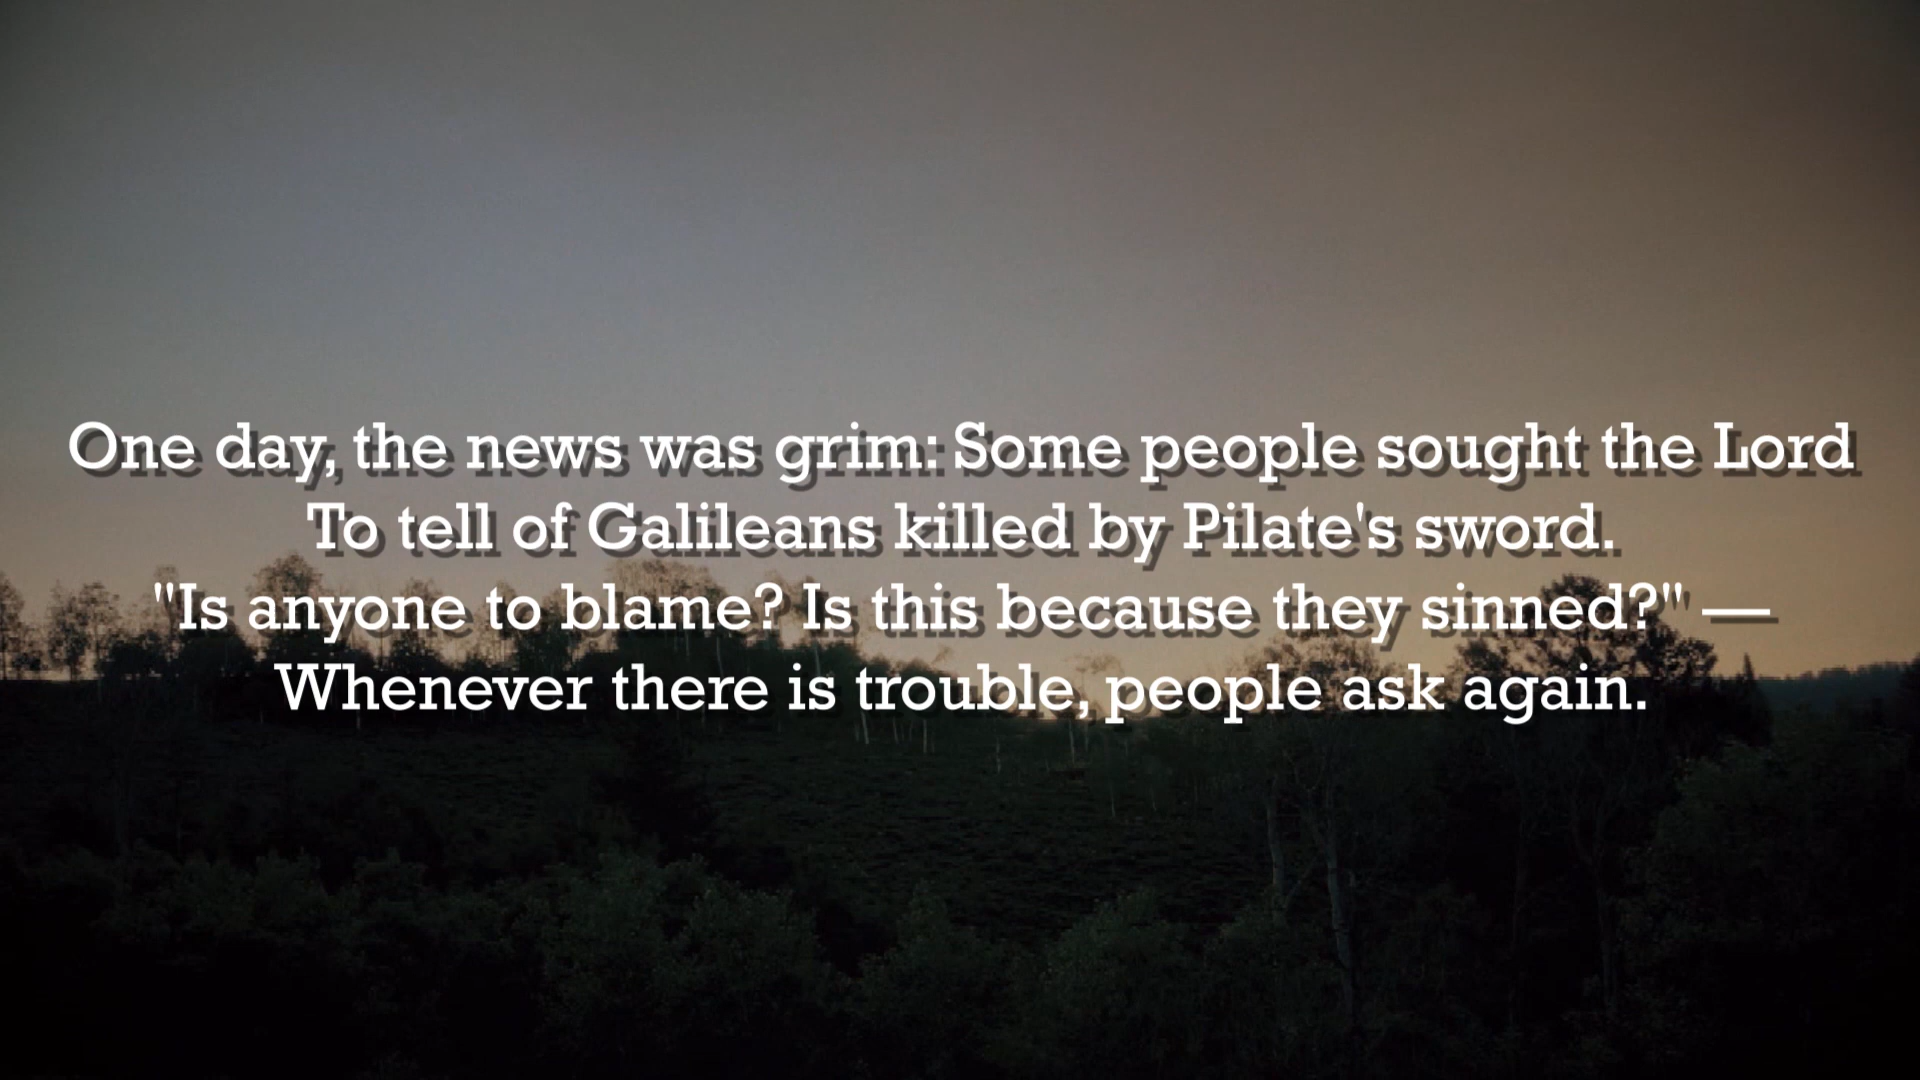 One day, the news was grim: Some people sought the Lord
To tell of Galileans killed by Pilate's sword.
"Is anyone to blame? Is this because they sinned?" —
Whenever there is trouble, people ask again.